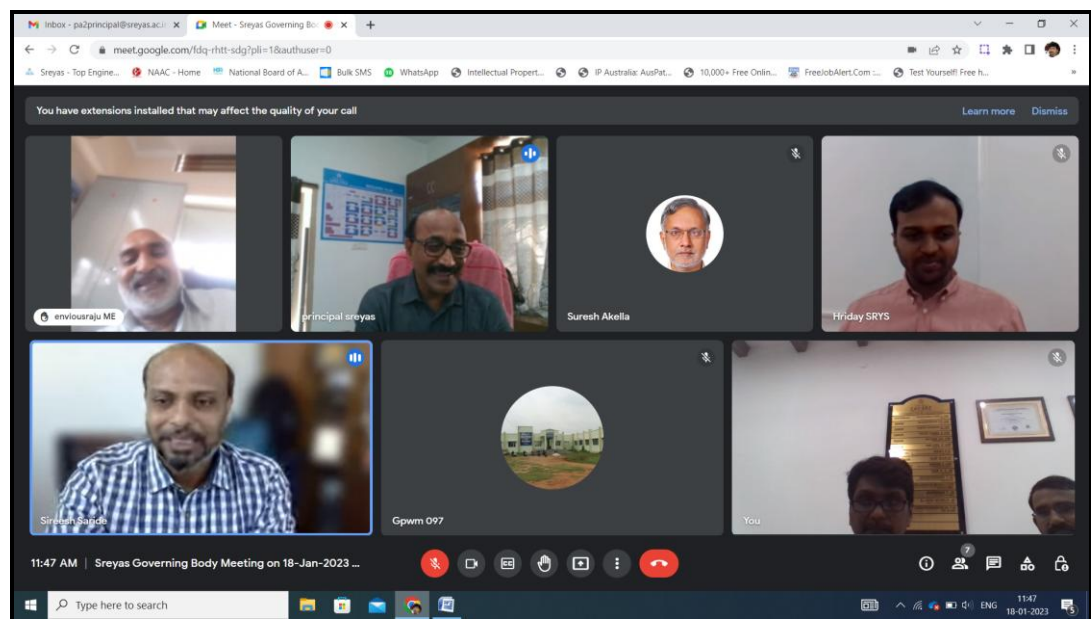 Inbox - pa2principal@sreyas.ac.i
Meet - Sreyas Governing Bo
meet.google.com/fdq-rhtt-sdg?pli=1&authuser=0
Sreyas - Top Engine...
NAAC - Home
National Board of A...
Bulk SMS
WhatsApp
Intellectual Propert...
IP Australia: AusPat...
10,000+ Free Onlin...
FreeJobAlert.Com :...
Test Yourself! Free h...
You have extensions installed that may affect the quality of your call
Learn more
Dismiss
enviousraju ME
principal sreyas
Suresh Akella
Hriday SRYS
Sireesh Saride
Gpwm 097
You
11:47 AM | Sreyas Governing Body Meeting on 18-Jan-2023 ...
7
Type here to search
ENG
11:47
18-01-2023
5